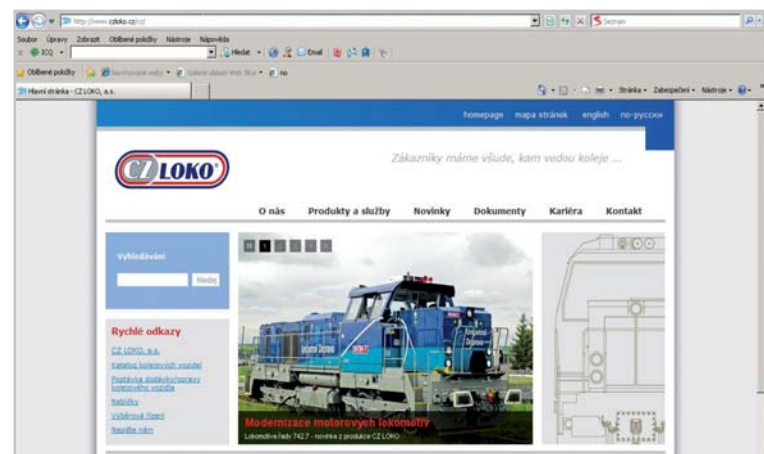 http://www.czloko.cz/cz/
Seznam
Soubor Úpravy Zobrazit Oblíbené položky Nástroje Nápověda
ICQ Hledat Email
Oblíbené položky
Hlavní stránka - CZ LOKO, a.s.
Stránka Zabezpečení Nástroje
homepage mapa stránek english по-русски
CZ LOKO
Zákazníky máme všude, kam vedou koleje ...
O nás Produkty a služby Novinky Dokumenty Kariéra Kontakt
Vyhledávání
hledej
Rychlé odkazy
CZ LOKO, a.s.
Katalog kolejových vozidel
Poptávka dodávky/opravy
kolejového vozidla
Nabídky
Výběrová řízení
Napište nám
Modernizace motorových lokomotiv
Lokomotiva řady 742.7 - novinka z produkce CZ LOKO